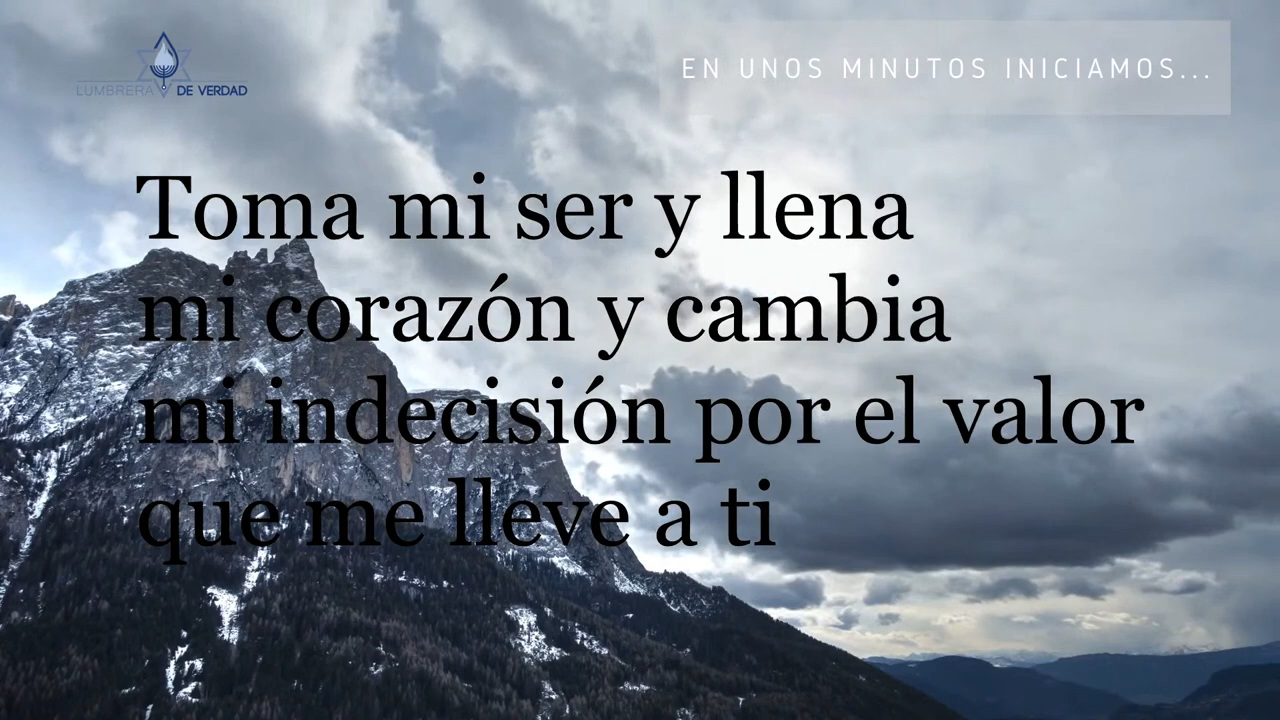 LUMBRERA DE VERDAD
EN UNOS MINUTOS INICIAMOS...
Toma mi ser y llena
mi corazón y cambia
mi indecisión por el valor
que me lleve a ti